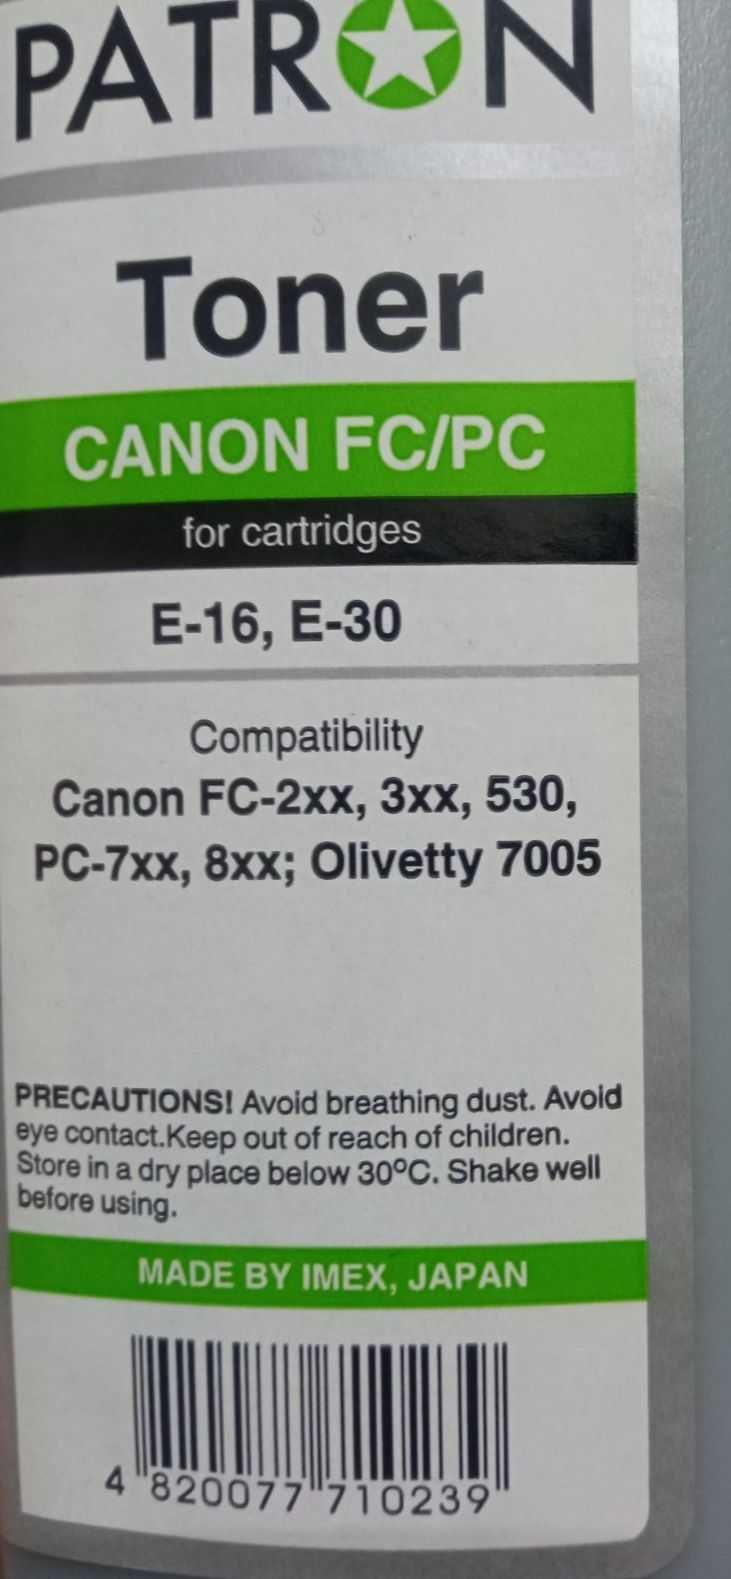 PATRON
Toner
CANON FC/PC
for cartridges
E-16, E-30
Compatibility
Canon FC-2xx, 3xx, 530,
PC-7xx, 8xx; Olivetty 7005
PRECAUTIONS! Avoid breathing dust. Avoid
eye contact.Keep out of reach of children.
Store in a dry place below 30°C. Shake well
before using.
MADE BY IMEX, JAPAN
4 820077 710239